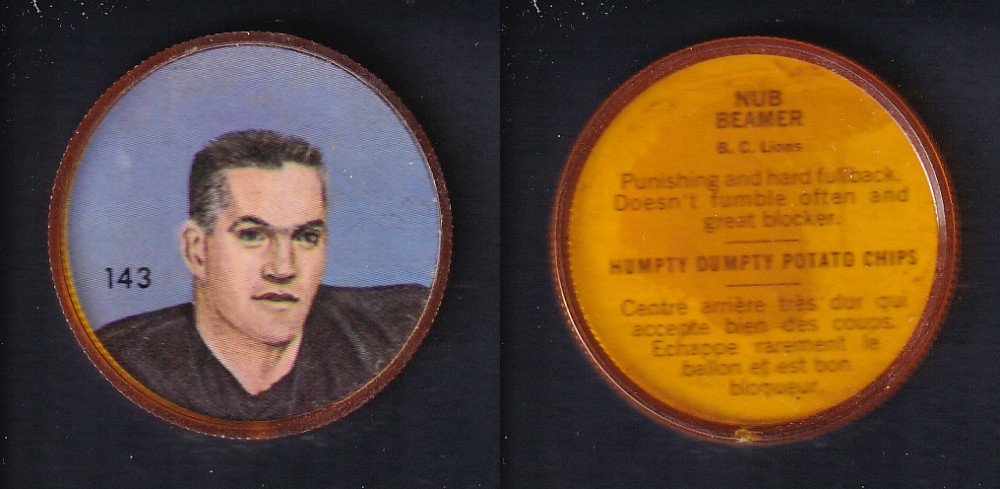 143
NUB
BEAMER
B. C. Lions
Punishing and hard fullback.
Doesn't fumble often and
great blocker.
HUMPTY DUMPTY POTATO CHIPS
Centre arrière très dur qui
accepte bien des coups.
Echappe rarement le
ballon et est bon
bloqueur.